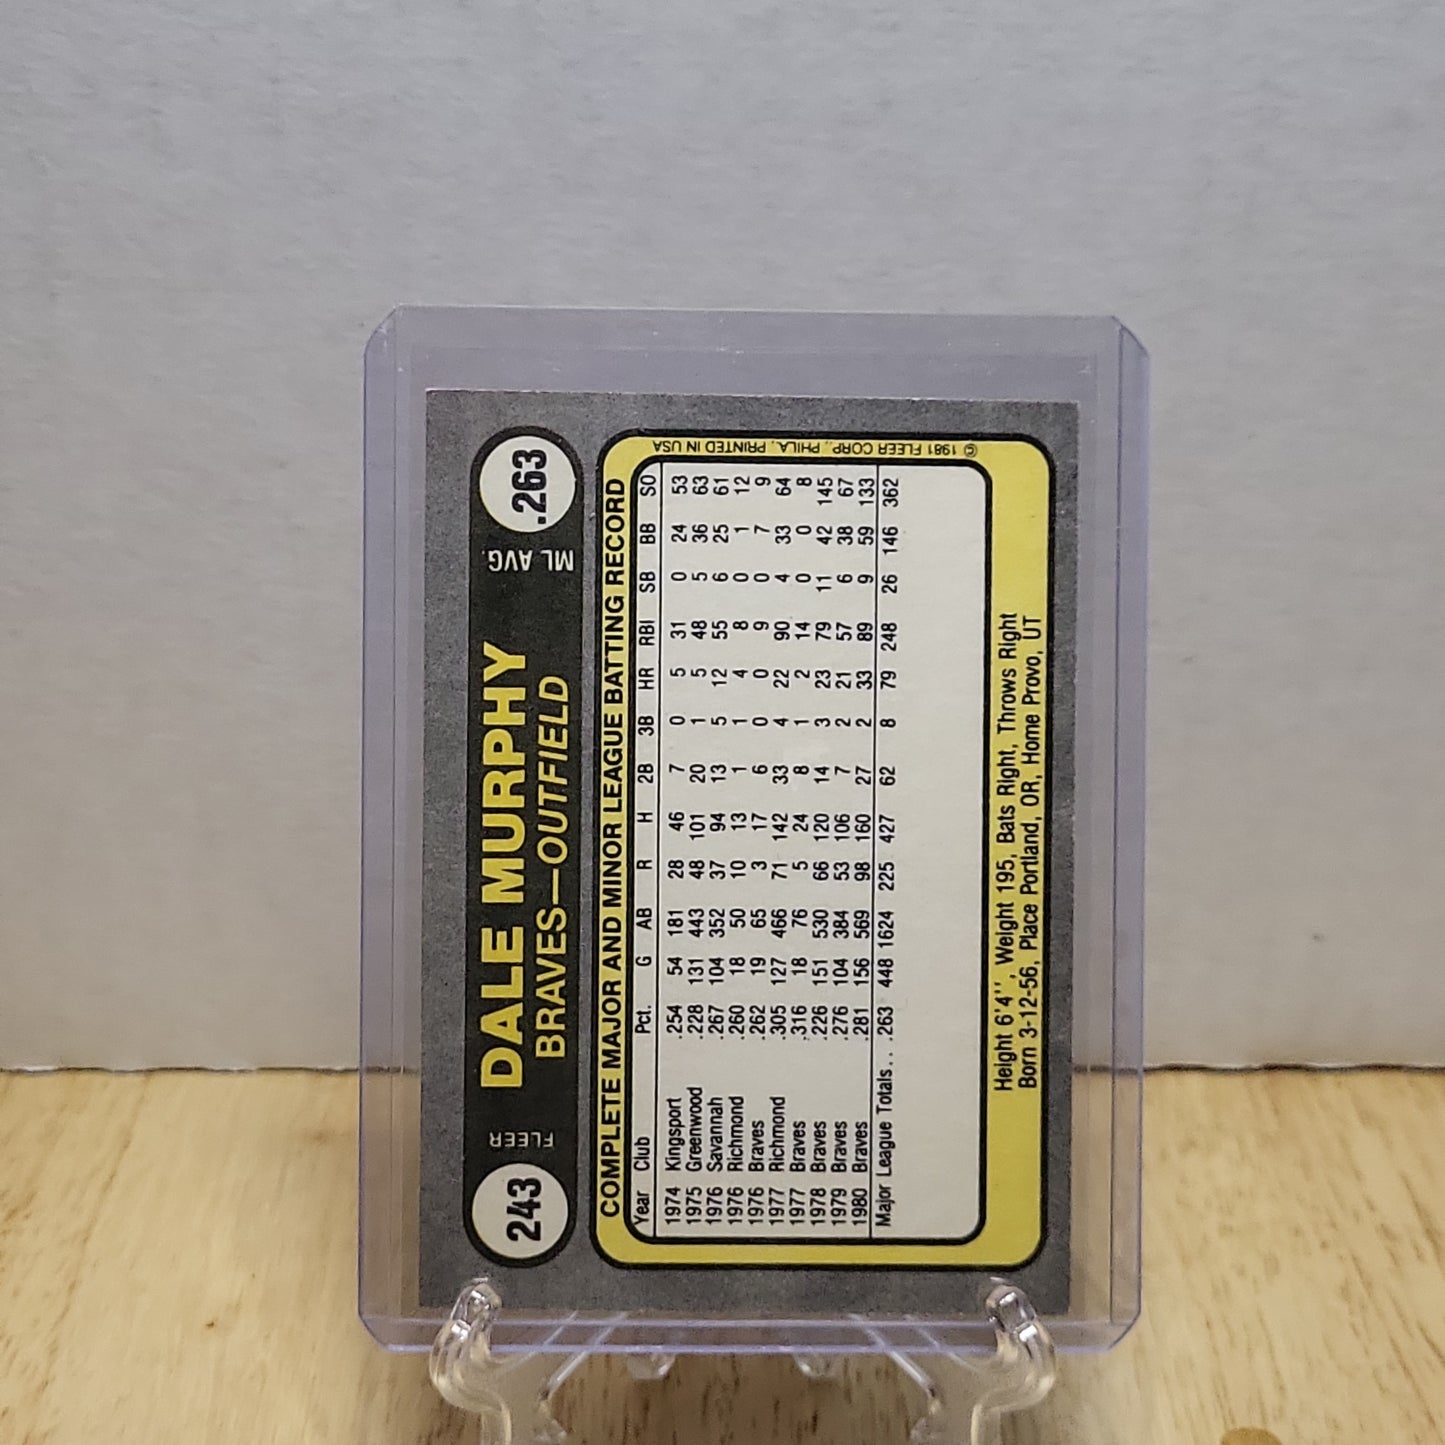 243 FLEER DALE MURPHY ML AVG. .263
BRAVES—OUTFIELD
COMPLETE MAJOR AND MINOR LEAGUE BATTING RECORD
Year Club Pct. G AB R H 2B 3B HR RBI SB BB SO
1974 Kingsport .254 54 181 28 46 7 0 5 31 0 24 53
1975 Greenwood .228 131 443 48 101 20 1 5 48 5 36 63
1976 Savannah .267 104 352 37 94 13 5 12 55 6 25 61
1976 Richmond .260 18 50 10 13 1 1 4 8 0 1 12
1976 Braves .262 19 65 3 17 6 0 0 9 0 7 9
1977 Richmond .305 127 466 71 142 33 4 22 90 4 33 64
1977 Braves .316 18 76 5 24 8 1 2 14 0 0 8
1978 Braves .226 151 530 66 120 14 3 23 79 11 42 145
1979 Braves .276 104 384 53 106 7 2 21 57 6 38 67
1980 Braves .281 156 569 98 160 27 2 33 89 9 59 133
Major League Totals. . .263 448 1624 225 427 62 8 79 248 26 146 362
© 1981 FLEER CORP., PHILA. PRINTED IN USA
Height 6'4'', Weight 195, Bats Right, Throws Right
Born 3-12-56, Place Portland, OR, Home Provo, UT